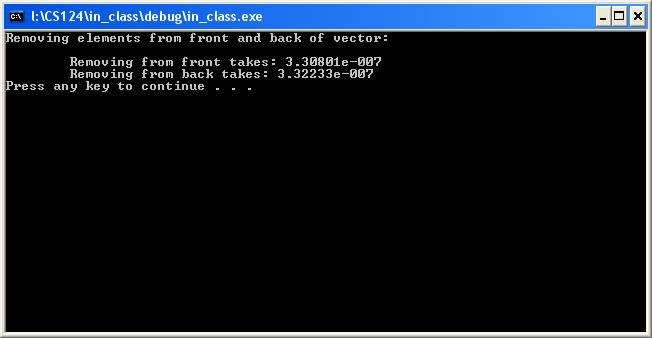 I:\CS124\in_class\debug\in_class.exe
Removing elements from front and back of vector:
Removing from front takes: 3.30801e-007
Removing from back takes: 3.32233e-007
Press any key to continue . . .